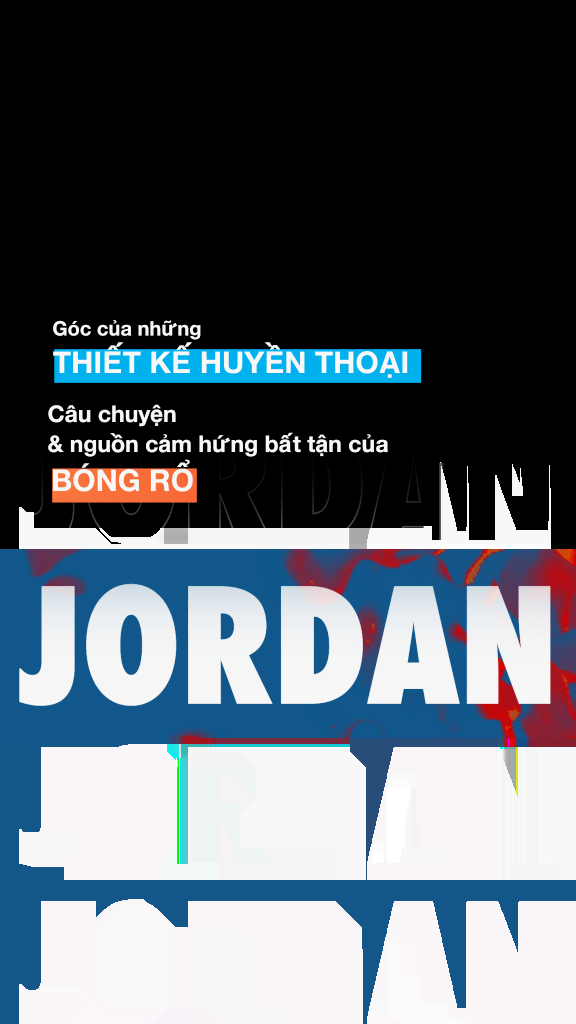 Góc của những
THIẾT KẾ HUYỀN THOẠI
Câu chuyện
& nguồn cảm hứng bất tận của
BÓNG RỔ
JORDAN
JORDAN